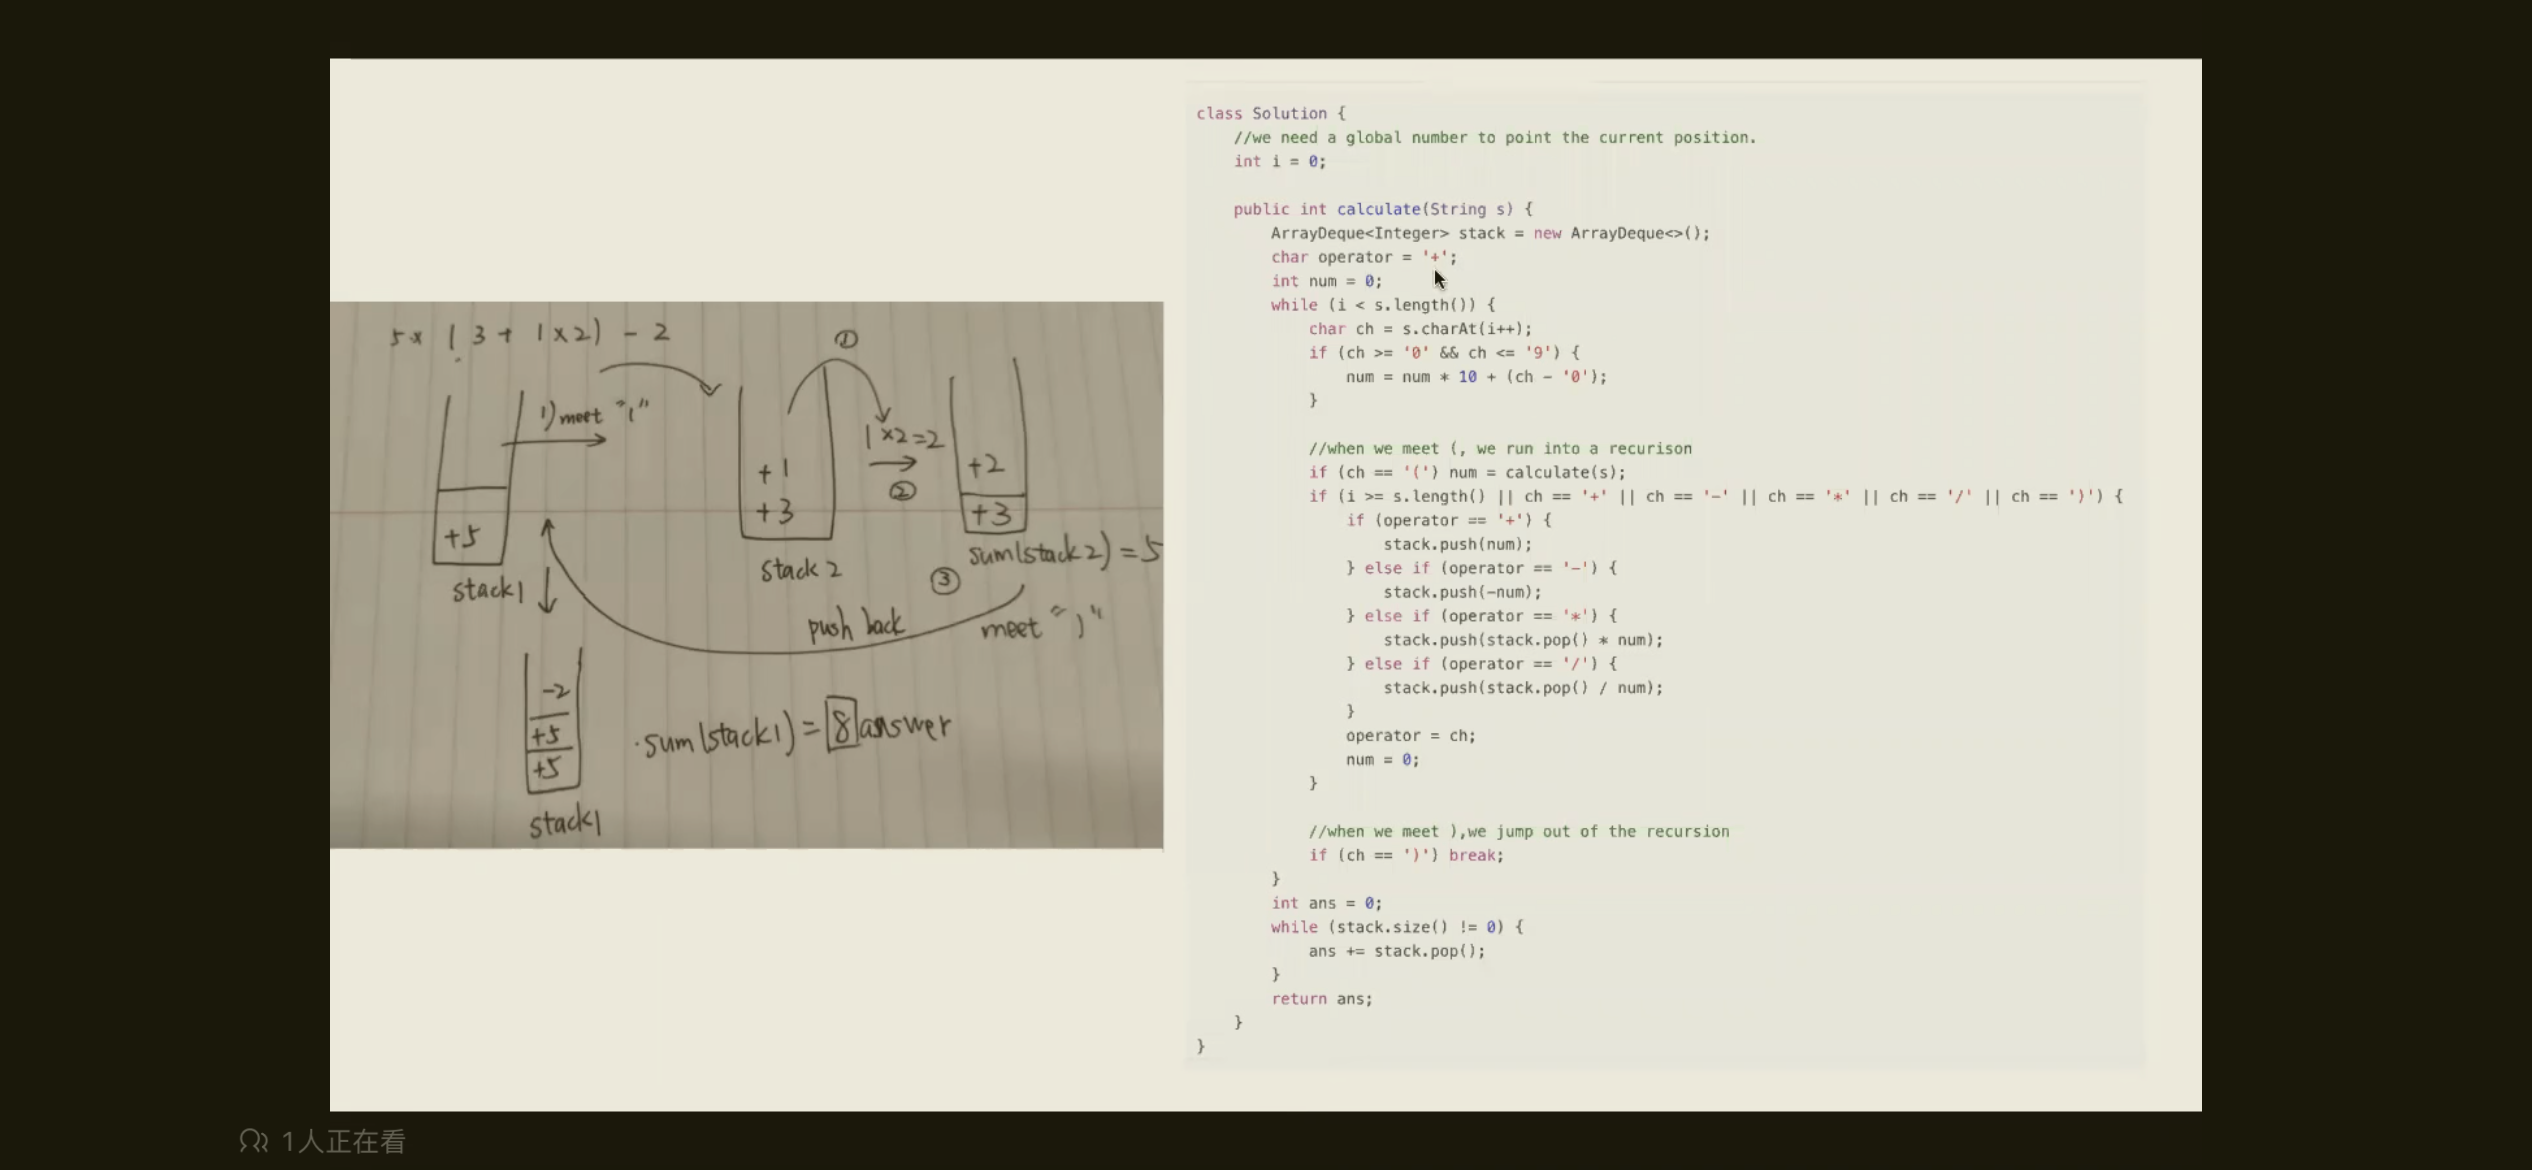 5 × ( 3 + 1 × 2) - 2
①
1) meet "("
1 × 2 = 2
②
+1
+3
+2
+3
+5
stack1
stack 2
sum(stack 2) = 5
③
push back
meet ")"
-2
+5
+5
stack1
sum(stack1) = 8 answer
class Solution {
//we need a global number to point the current position.
int i = 0;
public int calculate(String s) {
ArrayDeque<Integer> stack = new ArrayDeque<>();
char operator = '+';
int num = 0;
while (i < s.length()) {
char ch = s.charAt(i++);
if (ch >= '0' && ch <= '9') {
num = num * 10 + (ch - '0');
}
//when we meet (, we run into a recurison
if (ch == '(') num = calculate(s);
if (i >= s.length() || ch == '+' || ch == '-' || ch == '*' || ch == '/' || ch == ')') {
if (operator == '+') {
stack.push(num);
} else if (operator == '-') {
stack.push(-num);
} else if (operator == '*') {
stack.push(stack.pop() * num);
} else if (operator == '/') {
stack.push(stack.pop() / num);
}
operator = ch;
num = 0;
}
//when we meet ),we jump out of the recursion
if (ch == ')') break;
}
int ans = 0;
while (stack.size() != 0) {
ans += stack.pop();
}
return ans;
}
}
1人正在看